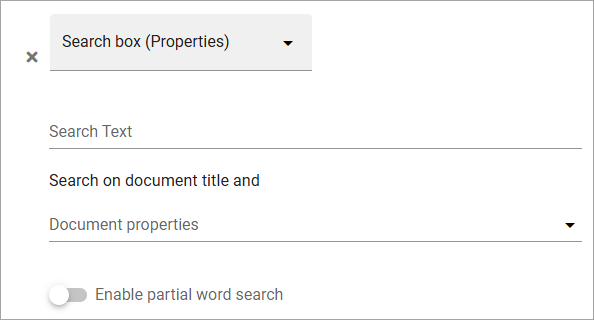 Search box (Properties)
Search Text
Search on document title and
Document properties
Enable partial word search